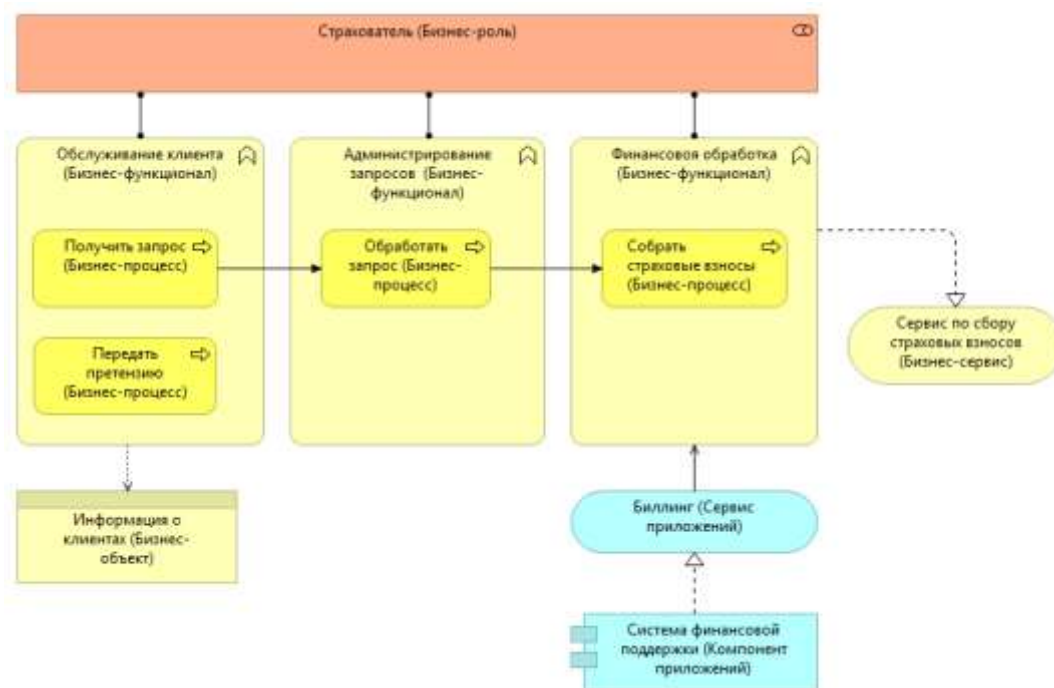 Страхователь (Бизнес-роль)
Обслуживание клиента
(Бизнес-функционал)
Администрирование
запросов (Бизнес-
функционал)
Финансовоя обработка
(Бизнес-функционал)
Получить запрос
(Бизнес-процесс)
Обработать
запрос (Бизнес-
процесс)
Собрать
страховые взносы
(Бизнес-процесс)
Передать
претензию
(Бизнес-процесс)
Сервис по сбору
страховых взносов
(Бизнес-сервис)
Информация о
клиентах (Бизнес-
объект)
Биллинг (Сервис
приложений)
Система финансовой
поддержки (Компонент
приложений)